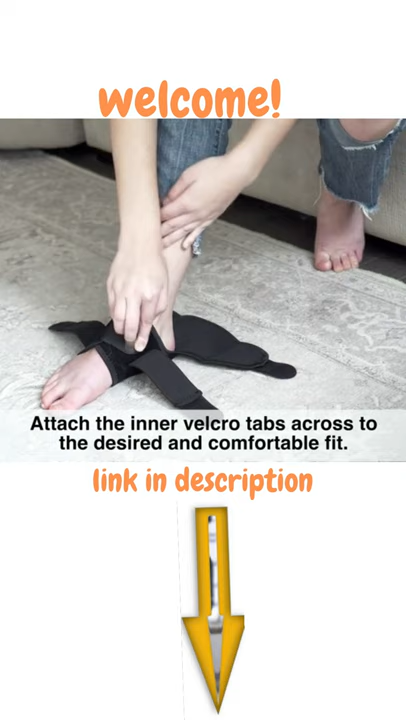 welcome!
Attach the inner velcro tabs across to
the desired and comfortable fit.
link in description